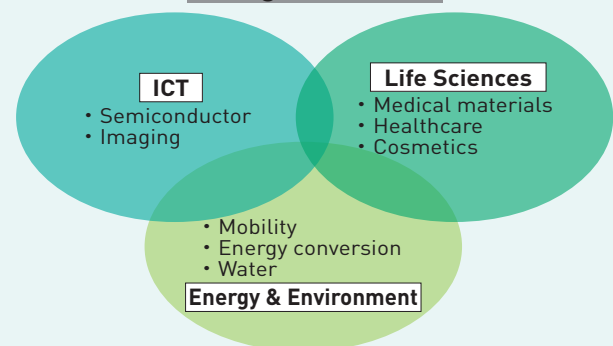 ICT
・Semiconductor
・Imaging
Life Sciences
・Medical materials
・Healthcare
・Cosmetics
・Mobility
・Energy conversion
・Water
Energy & Environment